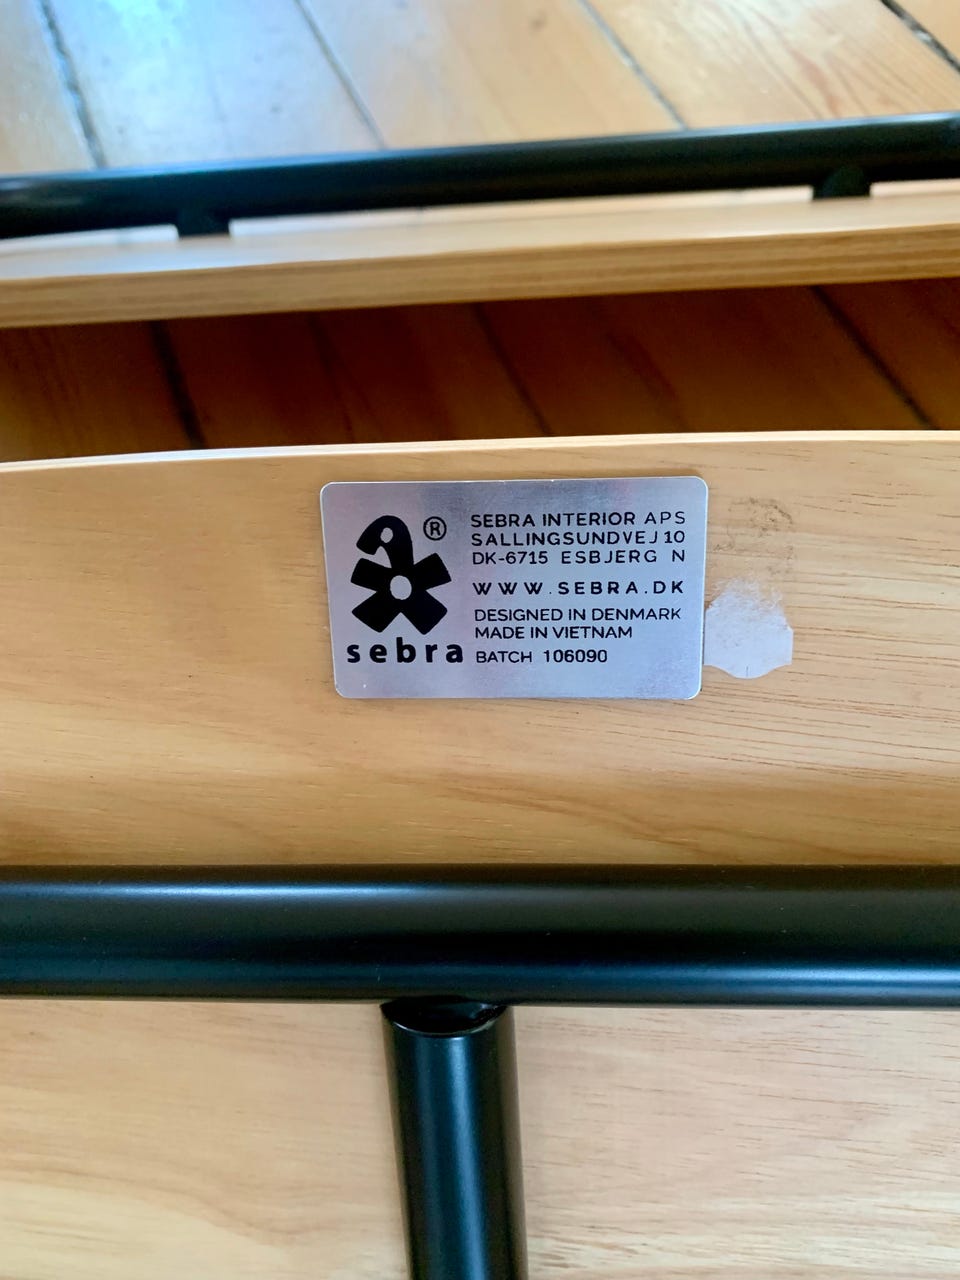 ®
sebra
SEBRA INTERIOR APS
SALLINGSUNDVEJ 10
DK-6715 ESBJERG N
WWW.SEBRA.DK
DESIGNED IN DENMARK
MADE IN VIETNAM
BATCH 106090